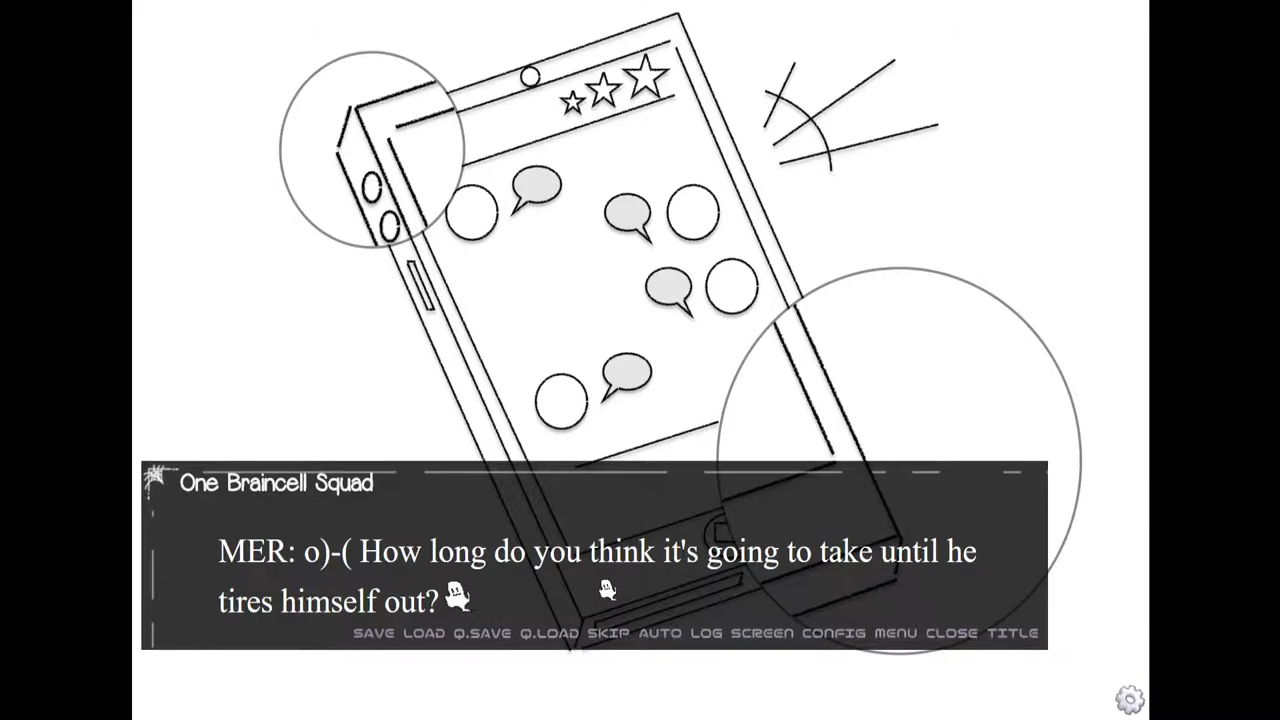 One Braincell Squad
MER: o)-( How long do you think it's going to take until he
tires himself out?
SAVE LOAD Q.SAVE Q.LOAD SKIP AUTO LOG SCREEN CONFIG MENU CLOSE TITLE